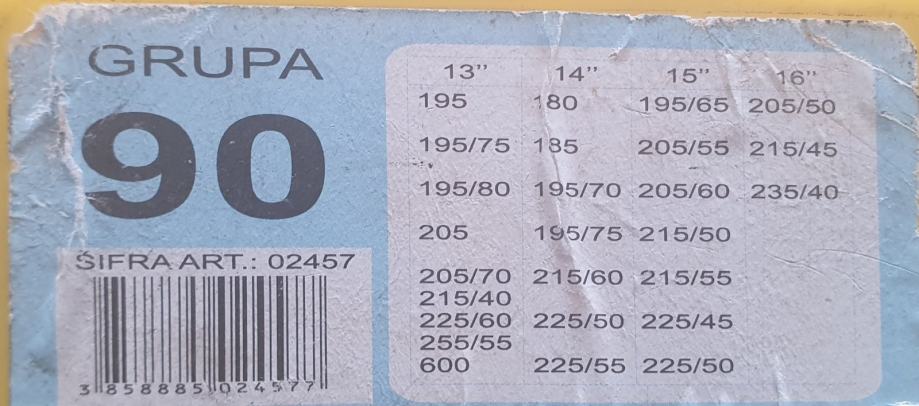 GRUPA
90
ŠIFRA ART.: 02457
3 858885 024577
13” 14” 15” 16”
195 180 195/65 205/50
195/75 185 205/55 215/45
195/80 195/70 205/60 235/40
205 195/75 215/50
205/70 215/60 215/55
215/40
225/60 225/50 225/45
255/55
600 225/55 225/50